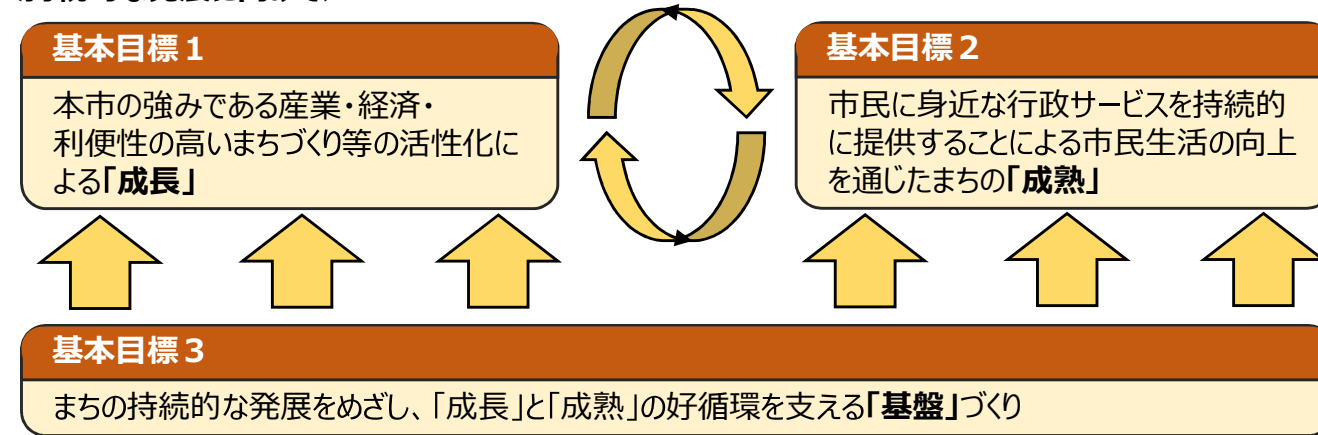 基本目標１
本市の強みである産業・経済・
利便性の高いまちづくり等の活性化に
よる「成長」
基本目標２
市民に身近な行政サービスを持続的
に提供することによる市民生活の向上
を通じたまちの「成熟」
基本目標３
まちの持続的な発展をめざし、「成長」と「成熟」の好循環を支える「基盤」づくり